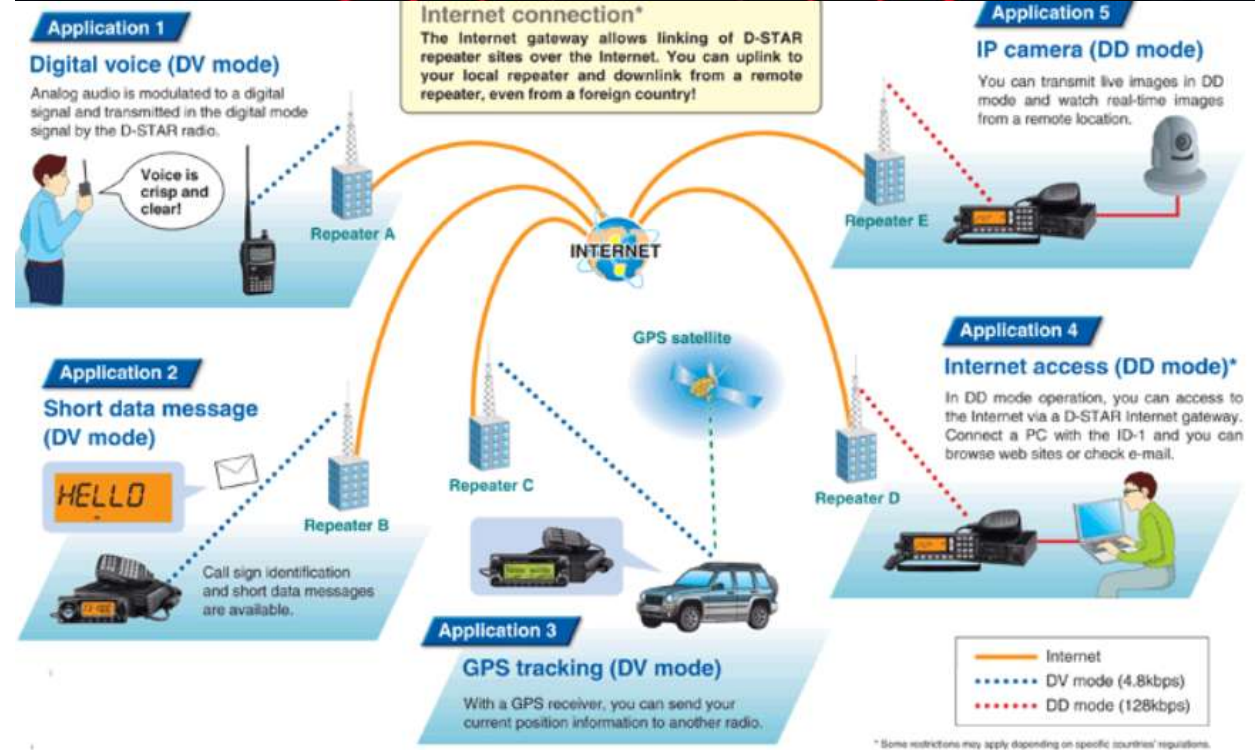 Application 1
Digital voice (DV mode)
Analog audio is modulated to a digital
signal and transmitted in the digital mode
signal by the D-STAR radio.
Voice is
crisp and
clear!
Repeater A
Internet connection*
The Internet gateway allows linking of D-STAR
repeater sites over the Internet. You can uplink to
your local repeater and downlink from a remote
repeater, even from a foreign country!
Application 5
IP camera (DD mode)
You can transmit live images in DD
mode and watch real-time images
from a remote location.
Repeater E
INTERNET
GPS satellite
Application 2
Short data message
(DV mode)
HELLO
Repeater B
Call sign identification
and short data messages
are available.
Repeater C
Application 3
GPS tracking (DV mode)
With a GPS receiver, you can send your
current position information to another radio.
Application 4
Internet access (DD mode)*
In DD mode operation, you can access to
the Internet via a D-STAR Internet gateway.
Connect a PC with the ID-1 and you can
browse web sites or check e-mail.
Repeater D
Internet
DV mode (4.8kbps)
DD mode (128kbps)
* Some restrictions may apply depending on specific countries' regulations.